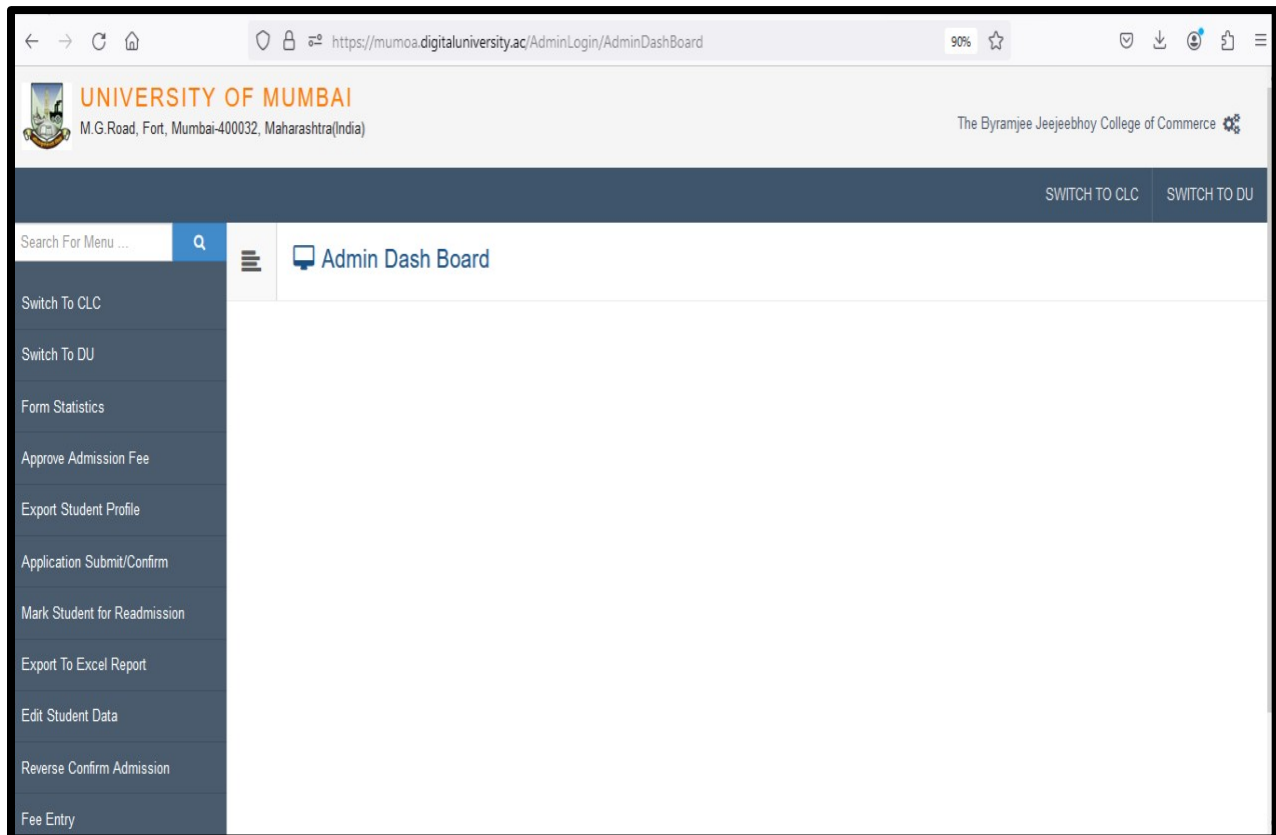 https://mumoa.digitaluniversity.ac/AdminLogin/AdminDashBoard 90%
UNIVERSITY OF MUMBAI
M.G.Road, Fort, Mumbai-400032, Maharashtra(India)
The Byramjee Jeejeebhoy College of Commerce
SWITCH TO CLC SWITCH TO DU
Search For Menu ...
Admin Dash Board
Switch To CLC
Switch To DU
Form Statistics
Approve Admission Fee
Export Student Profile
Application Submit/Confirm
Mark Student for Readmission
Export To Excel Report
Edit Student Data
Reverse Confirm Admission
Fee Entry